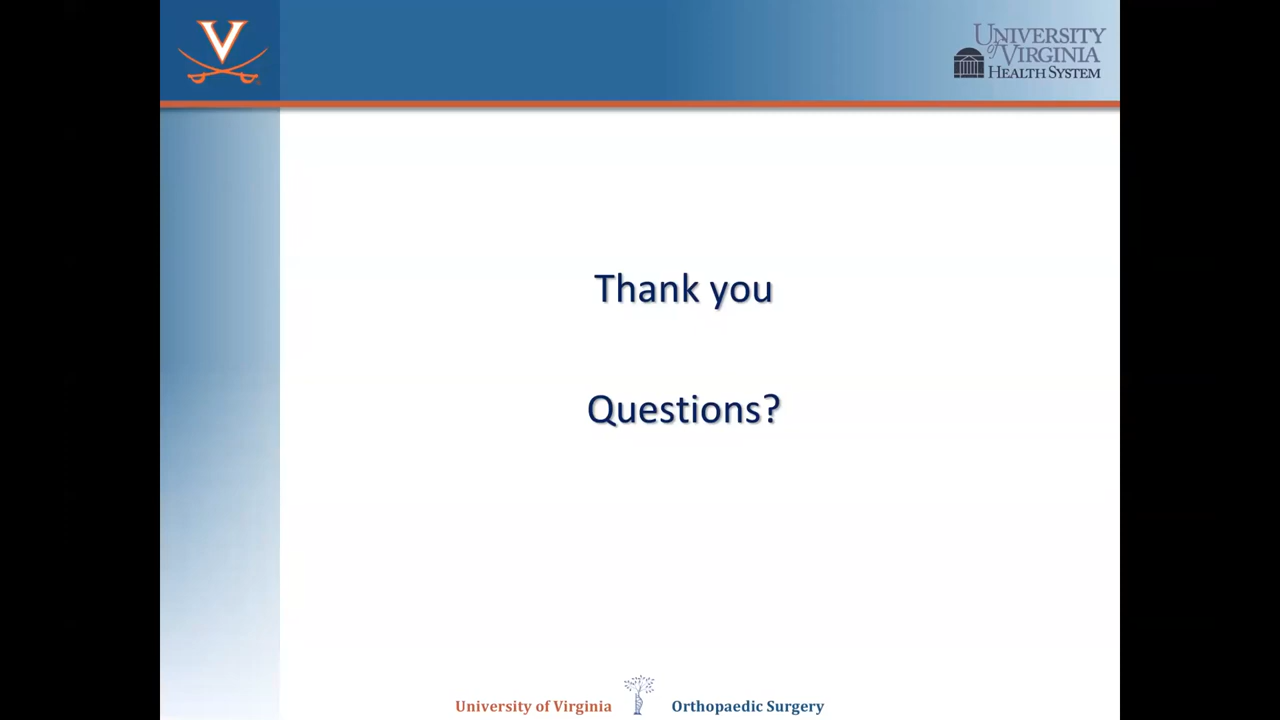 V
UNIVERSITY
of VIRGINIA
HEALTH SYSTEM
Thank you
Questions?
University of Virginia Orthopaedic Surgery